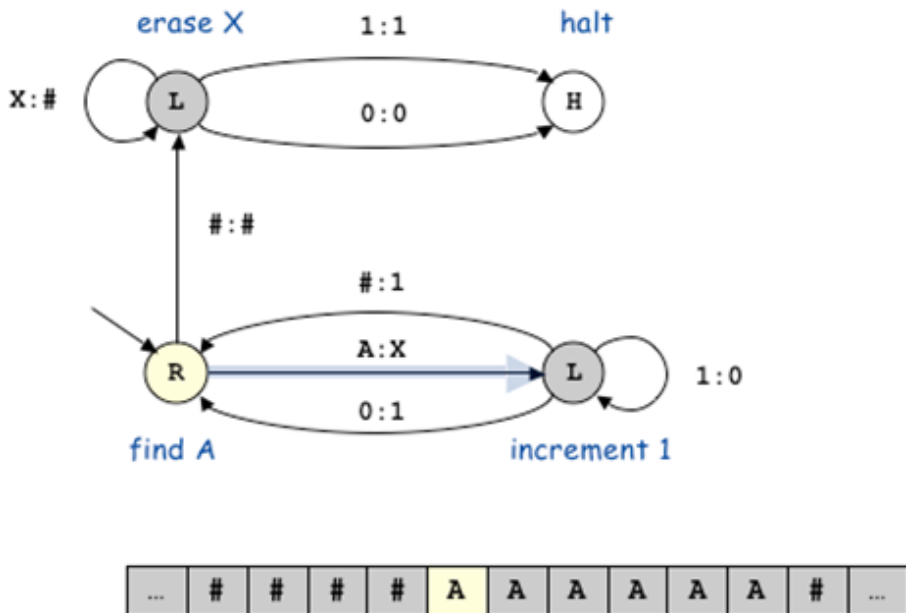 erase X 1:1 halt
X:# L H
0:0
#:#
#:1
A:X
R L 1:0
0:1
find A increment 1
... # # # # A A A A A A # ...